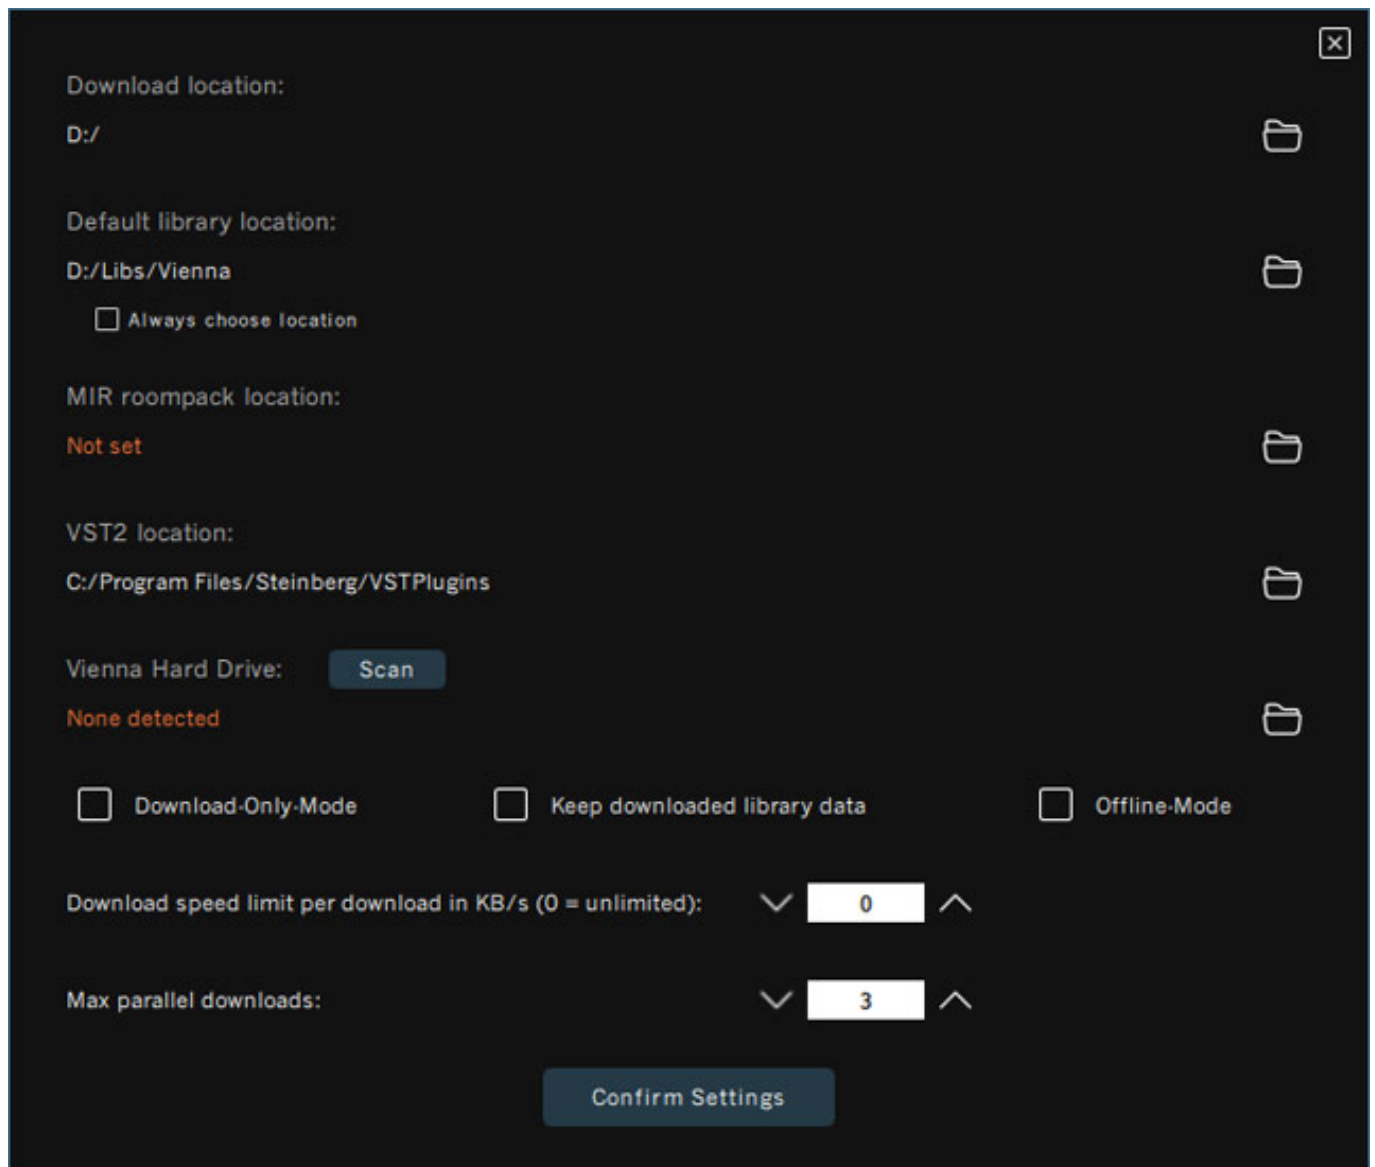 Download location:
D:/
Default library location:
D:/Libs/Vienna
Always choose location
MIR roompack location:
Not set
VST2 location:
C:/Program Files/Steinberg/VSTPlugins
Vienna Hard Drive: Scan
None detected
Download-Only-Mode Keep downloaded library data Offline-Mode
Download speed limit per download in KB/s (0 = unlimited): 0
Max parallel downloads: 3
Confirm Settings